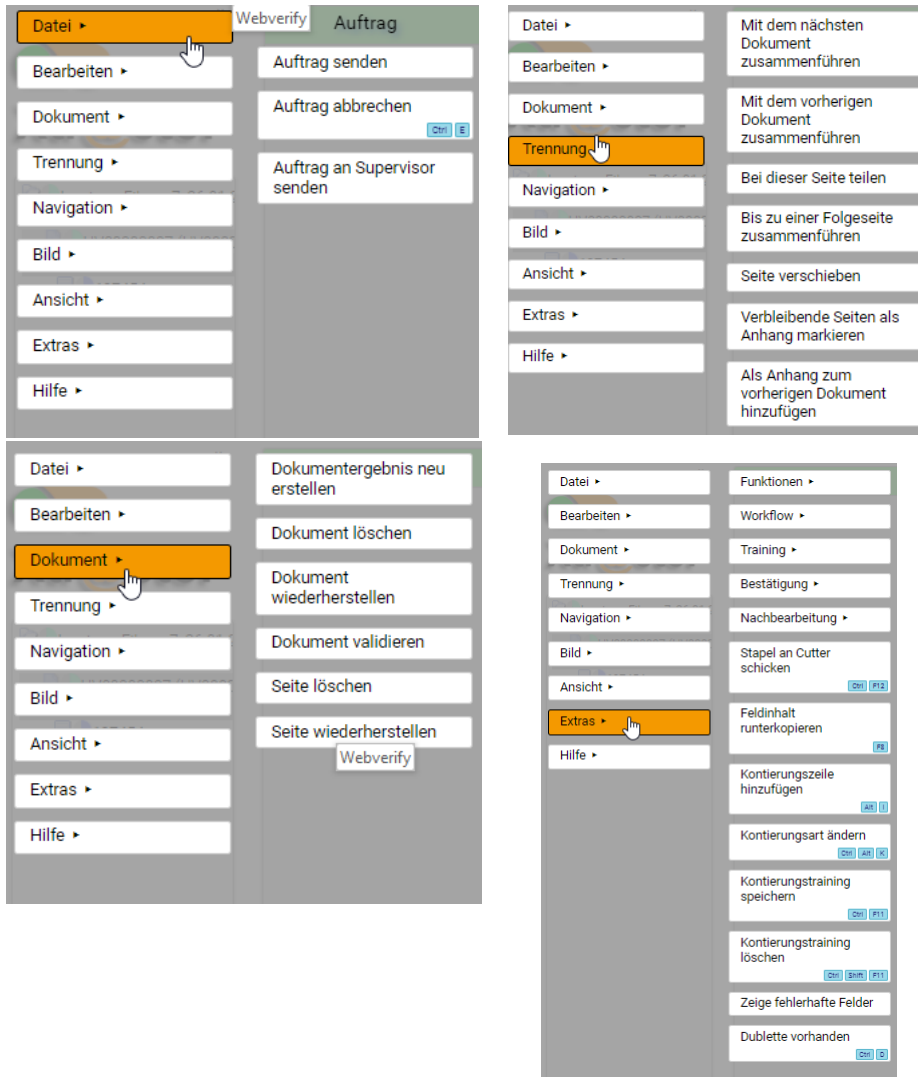 Datei ▸
Bearbeiten ▸
Dokument ▸
Trennung ▸
Navigation ▸
Bild ▸
Ansicht ▸
Extras ▸
Hilfe ▸
Webverify
Auftrag
Auftrag senden
Auftrag abbrechen
Ctrl E
Auftrag an Supervisor
senden
Datei ▸
Bearbeiten ▸
Dokument ▸
Trennung
Navigation ▸
Bild ▸
Ansicht ▸
Extras ▸
Hilfe ▸
Mit dem nächsten
Dokument
zusammenführen
Mit dem vorherigen
Dokument
zusammenführen
Bei dieser Seite teilen
Bis zu einer Folgeseite
zusammenführen
Seite verschieben
Verbleibende Seiten als
Anhang markieren
Als Anhang zum
vorherigen Dokument
hinzufügen
Datei ▸
Bearbeiten ▸
Dokument ▸
Trennung ▸
Navigation ▸
Bild ▸
Ansicht ▸
Extras ▸
Hilfe ▸
Dokumentergebnis neu
erstellen
Dokument löschen
Dokument
wiederherstellen
Dokument validieren
Seite löschen
Seite wiederherstellen
Webverify
Datei ▸
Bearbeiten ▸
Dokument ▸
Trennung ▸
Navigation ▸
Bild ▸
Ansicht ▸
Extras ▸
Hilfe ▸
Funktionen ▸
Workflow ▸
Training ▸
Bestätigung ▸
Nachbearbeitung ▸
Stapel an Cutter
schicken
Ctrl F12
Feldinhalt
runterkopieren
F8
Kontierungszeile
hinzufügen
Alt I
Kontierungsart ändern
Ctrl Alt K
Kontierungstraining
speichern
Ctrl F11
Kontierungstraining
löschen
Ctrl Shift F11
Zeige fehlerhafte Felder
Dublette vorhanden
Ctrl D